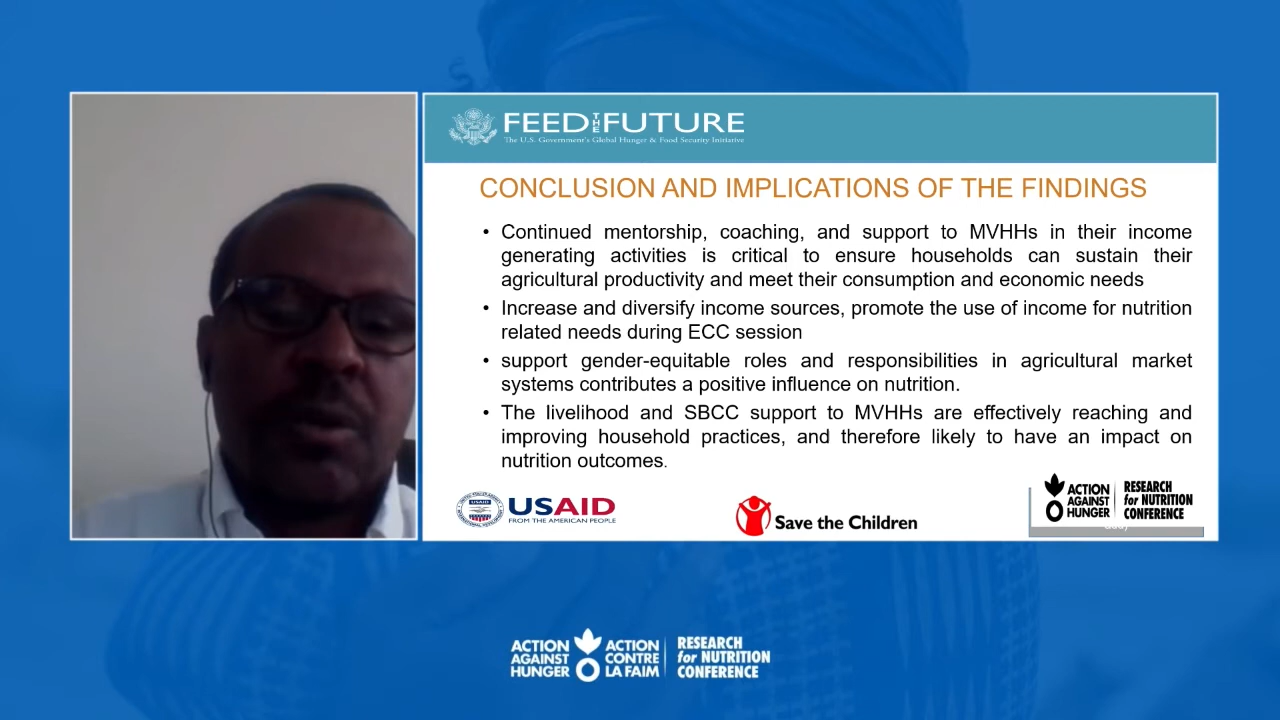 FEED THE FUTURE
The U.S. Government's Global Hunger & Food Security Initiative
CONCLUSION AND IMPLICATIONS OF THE FINDINGS
• Continued mentorship, coaching, and support to MVHHs in their income
generating activities is critical to ensure households can sustain their
agricultural productivity and meet their consumption and economic needs
• Increase and diversify income sources, promote the use of income for nutrition
related needs during ECC session
• support gender-equitable roles and responsibilities in agricultural market
systems contributes a positive influence on nutrition.
• The livelihood and SBCC support to MVHHs are effectively reaching and
improving household practices, and therefore likely to have an impact on
nutrition outcomes.
USAID
FROM THE AMERICAN PEOPLE
Save the Children
ACTION
AGAINST
HUNGER
RESEARCH
for NUTRITION
CONFERENCE
ACTION
AGAINST
HUNGER
ACTION
CONTRE
LA FAIM
RESEARCH
for NUTRITION
CONFERENCE